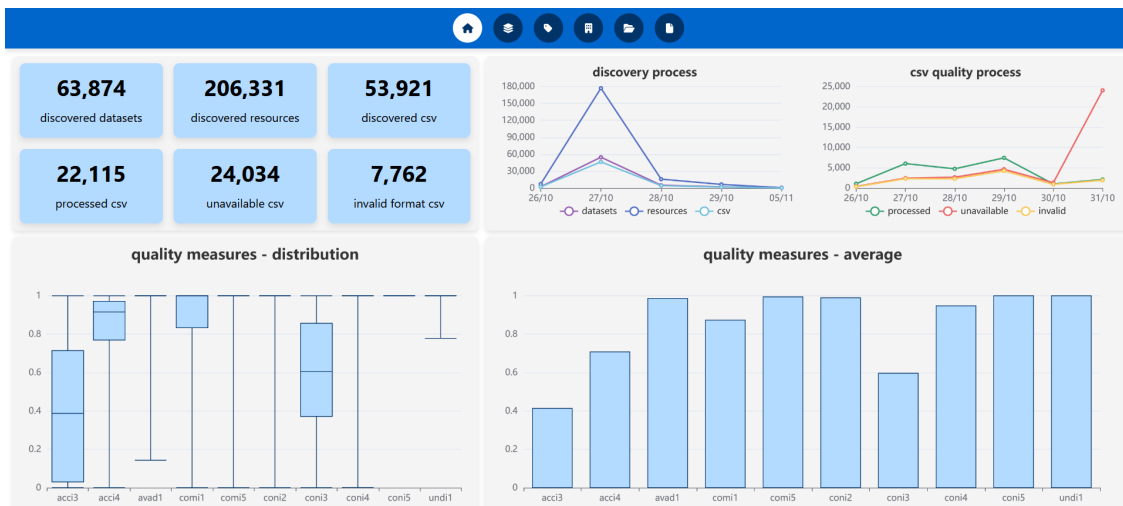 63,874
discovered datasets
206,331
discovered resources
53,921
discovered csv
22,115
processed csv
24,034
unavailable csv
7,762
invalid format csv
discovery process
180,000
150,000
120,000
90,000
60,000
30,000
0
26/10 27/10 28/10 29/10 05/11
datasets resources csv
csv quality process
25,000
20,000
15,000
10,000
5,000
0
26/10 27/10 28/10 29/10 30/10 31/10
processed unavailable invalid
quality measures - distribution
1
0.8
0.6
0.4
0.2
0
acci3 acci4 avad1 comi1 comi5 coni2 coni3 coni4 coni5 undi1
quality measures - average
1
0.8
0.6
0.4
0.2
0
acci3 acci4 avad1 comi1 comi5 coni2 coni3 coni4 coni5 undi1